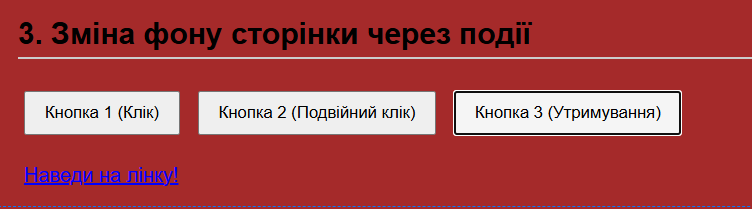 3. Зміна фону сторінки через події
Кнопка 1 (Клік) Кнопка 2 (Подвійний клік) Кнопка 3 (Утримування)
Наведи на лінку!